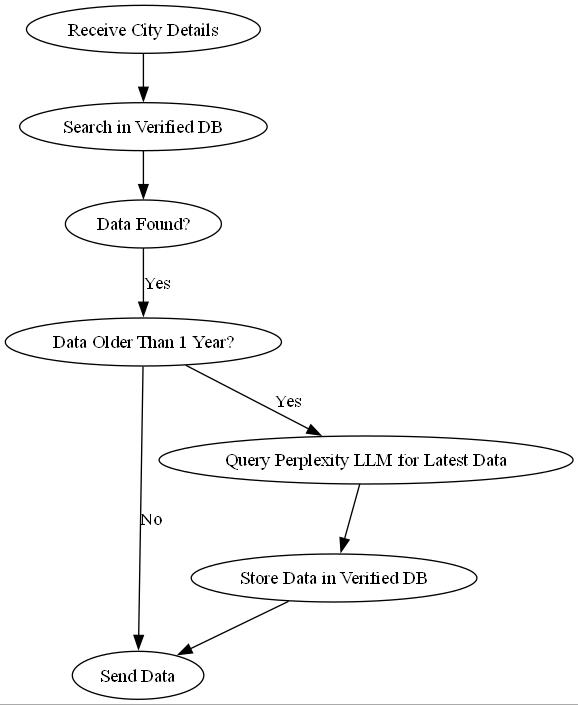 Receive City Details
Search in Verified DB
Data Found?
Yes
Data Older Than 1 Year?
Yes
Query Perplexity LLM for Latest Data
No
Store Data in Verified DB
Send Data